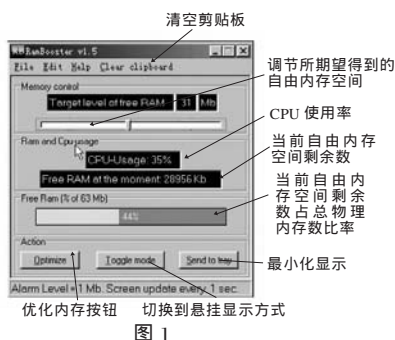 清空剪贴板
RamBooster v1.5
File Edit Help Clear clipboard
调节所期望得到的
自由内存空间
Memory control
Target level of free RAM 31 Mb
CPU 使用率
Ram and Cpu usage
当前自由内存
空间剩余数
CPU-Usage: 35%
Free RAM at the moment: 28956 Kb
当前自由内
存空间剩余
数占总物理
内存数比率
Free Ram (% of 63 Mb)
44%
Action
Optimize Toggle mode Send to tray
最小化显示
Alarm Level = 1 Mb. Screen update every 1 sec.
优化内存按钮 切换到悬挂显示方式
图 1